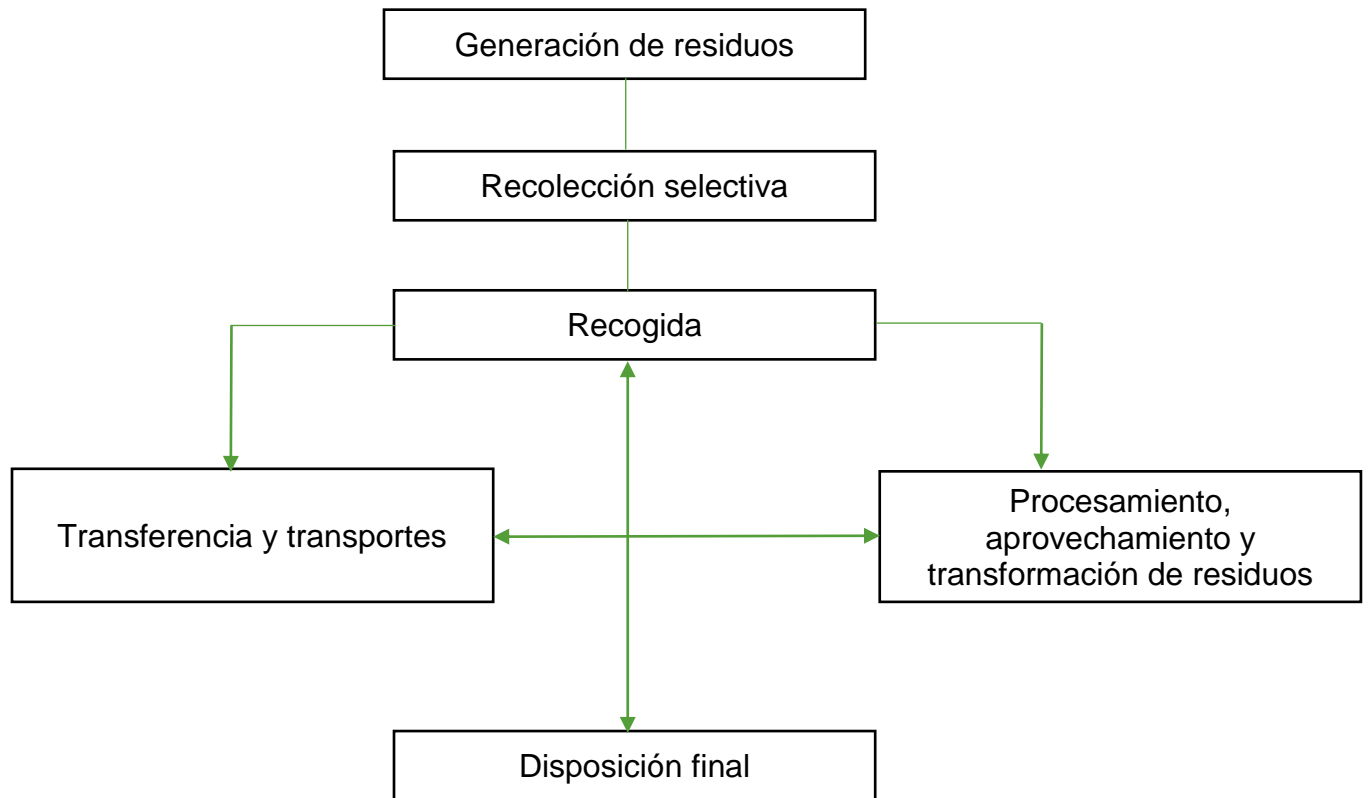 Generación de residuos
Recolección selectiva
Recogida
Transferencia y transportes
Procesamiento,
aprovechamiento y
transformación de residuos
Disposición final